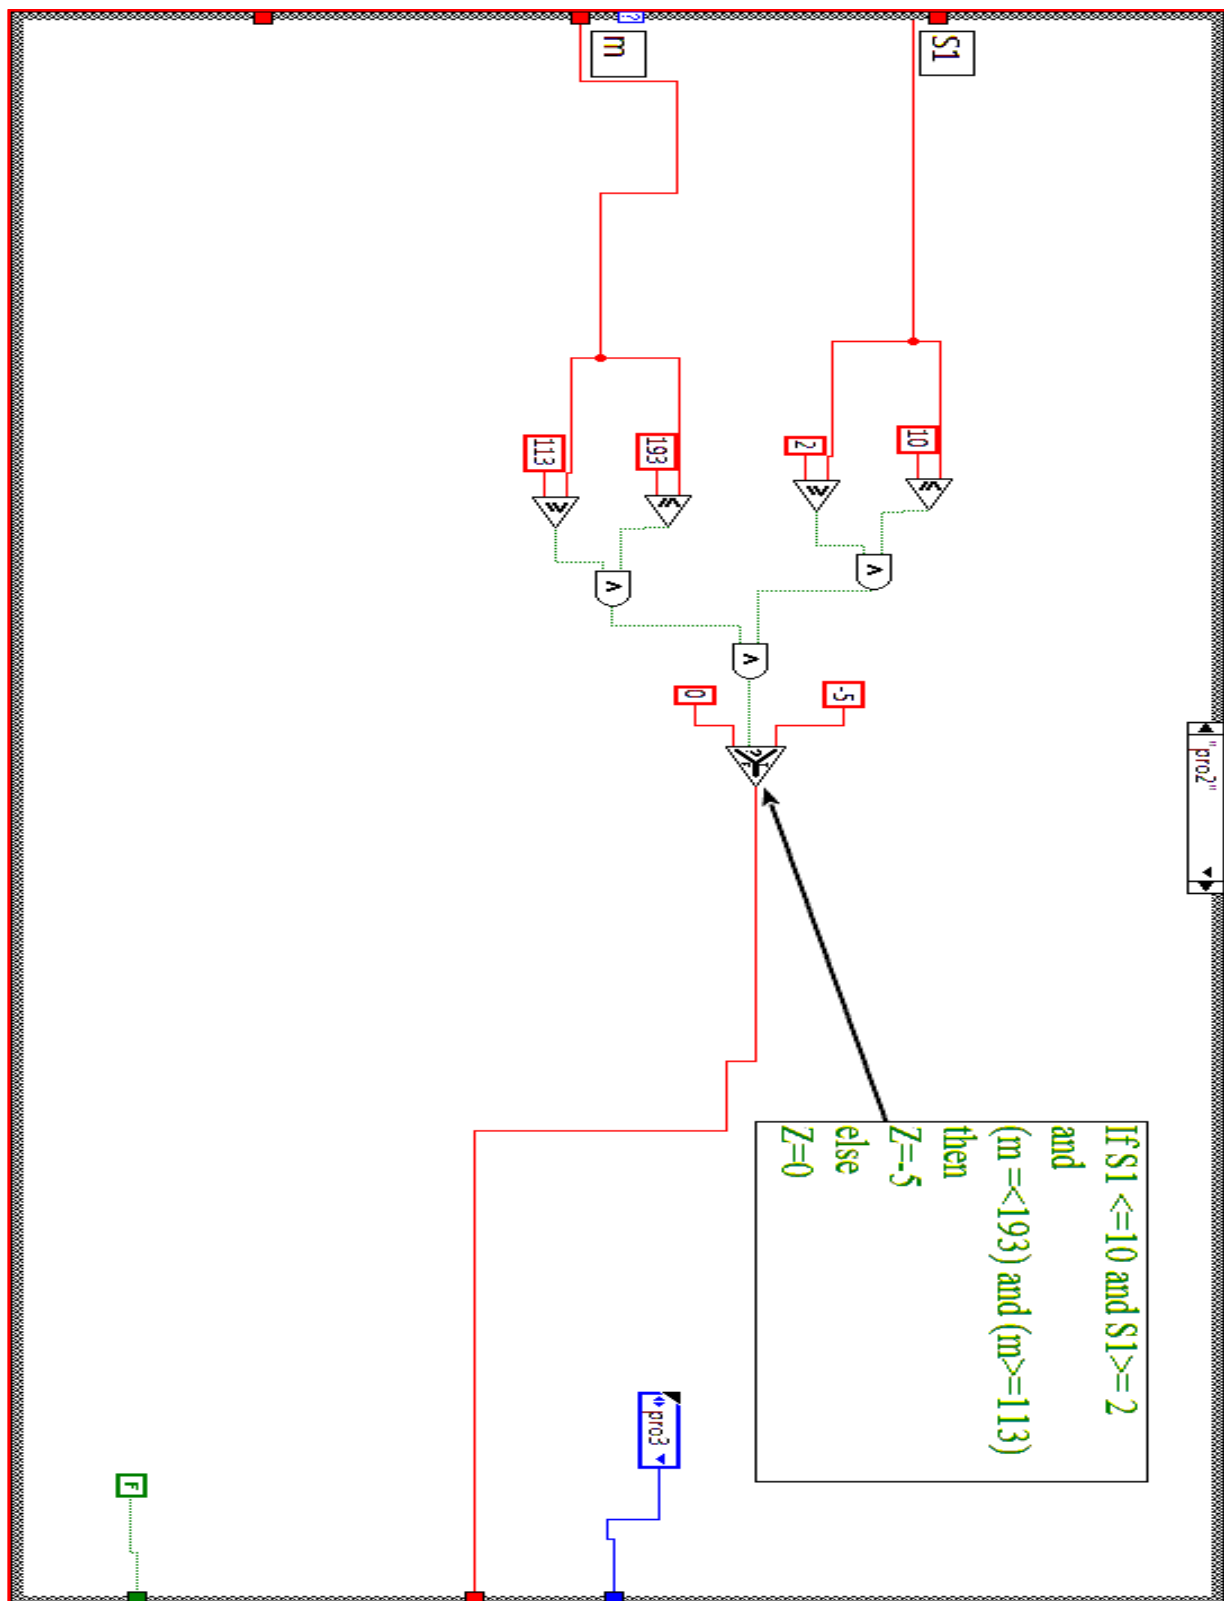 "pro2"
S1
10
2
m
193
113
-5
0
If S1 <=10 and S1>= 2
and
(m =<193) and (m>=113)
then
Z=-5
else
Z=0
pro3
F